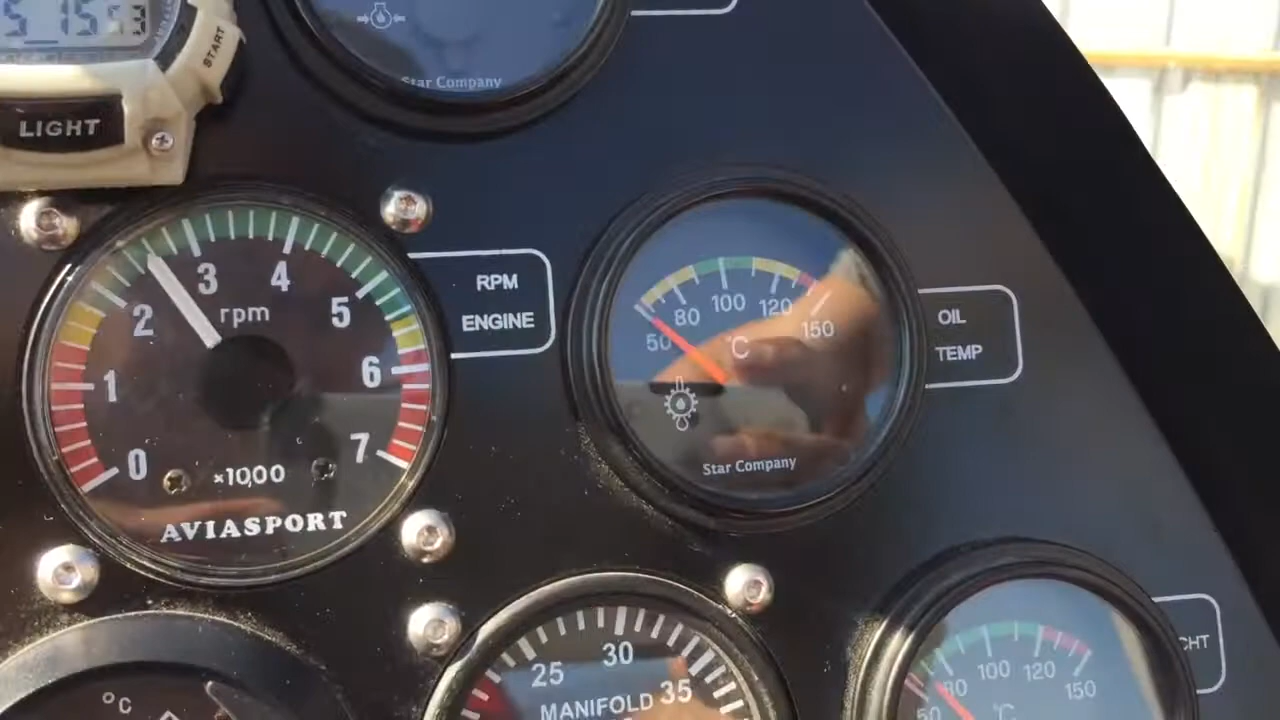 START
LIGHT
Star Company
3
4
2
rpm
5
1
6
0
7
×1000
AVIASPORT
RPM
ENGINE
50
80
100
120
150
°C
Star Company
OIL
TEMP
°C
25
30
35
MANIFOLD
50
80
100
120
150
°C
CHT